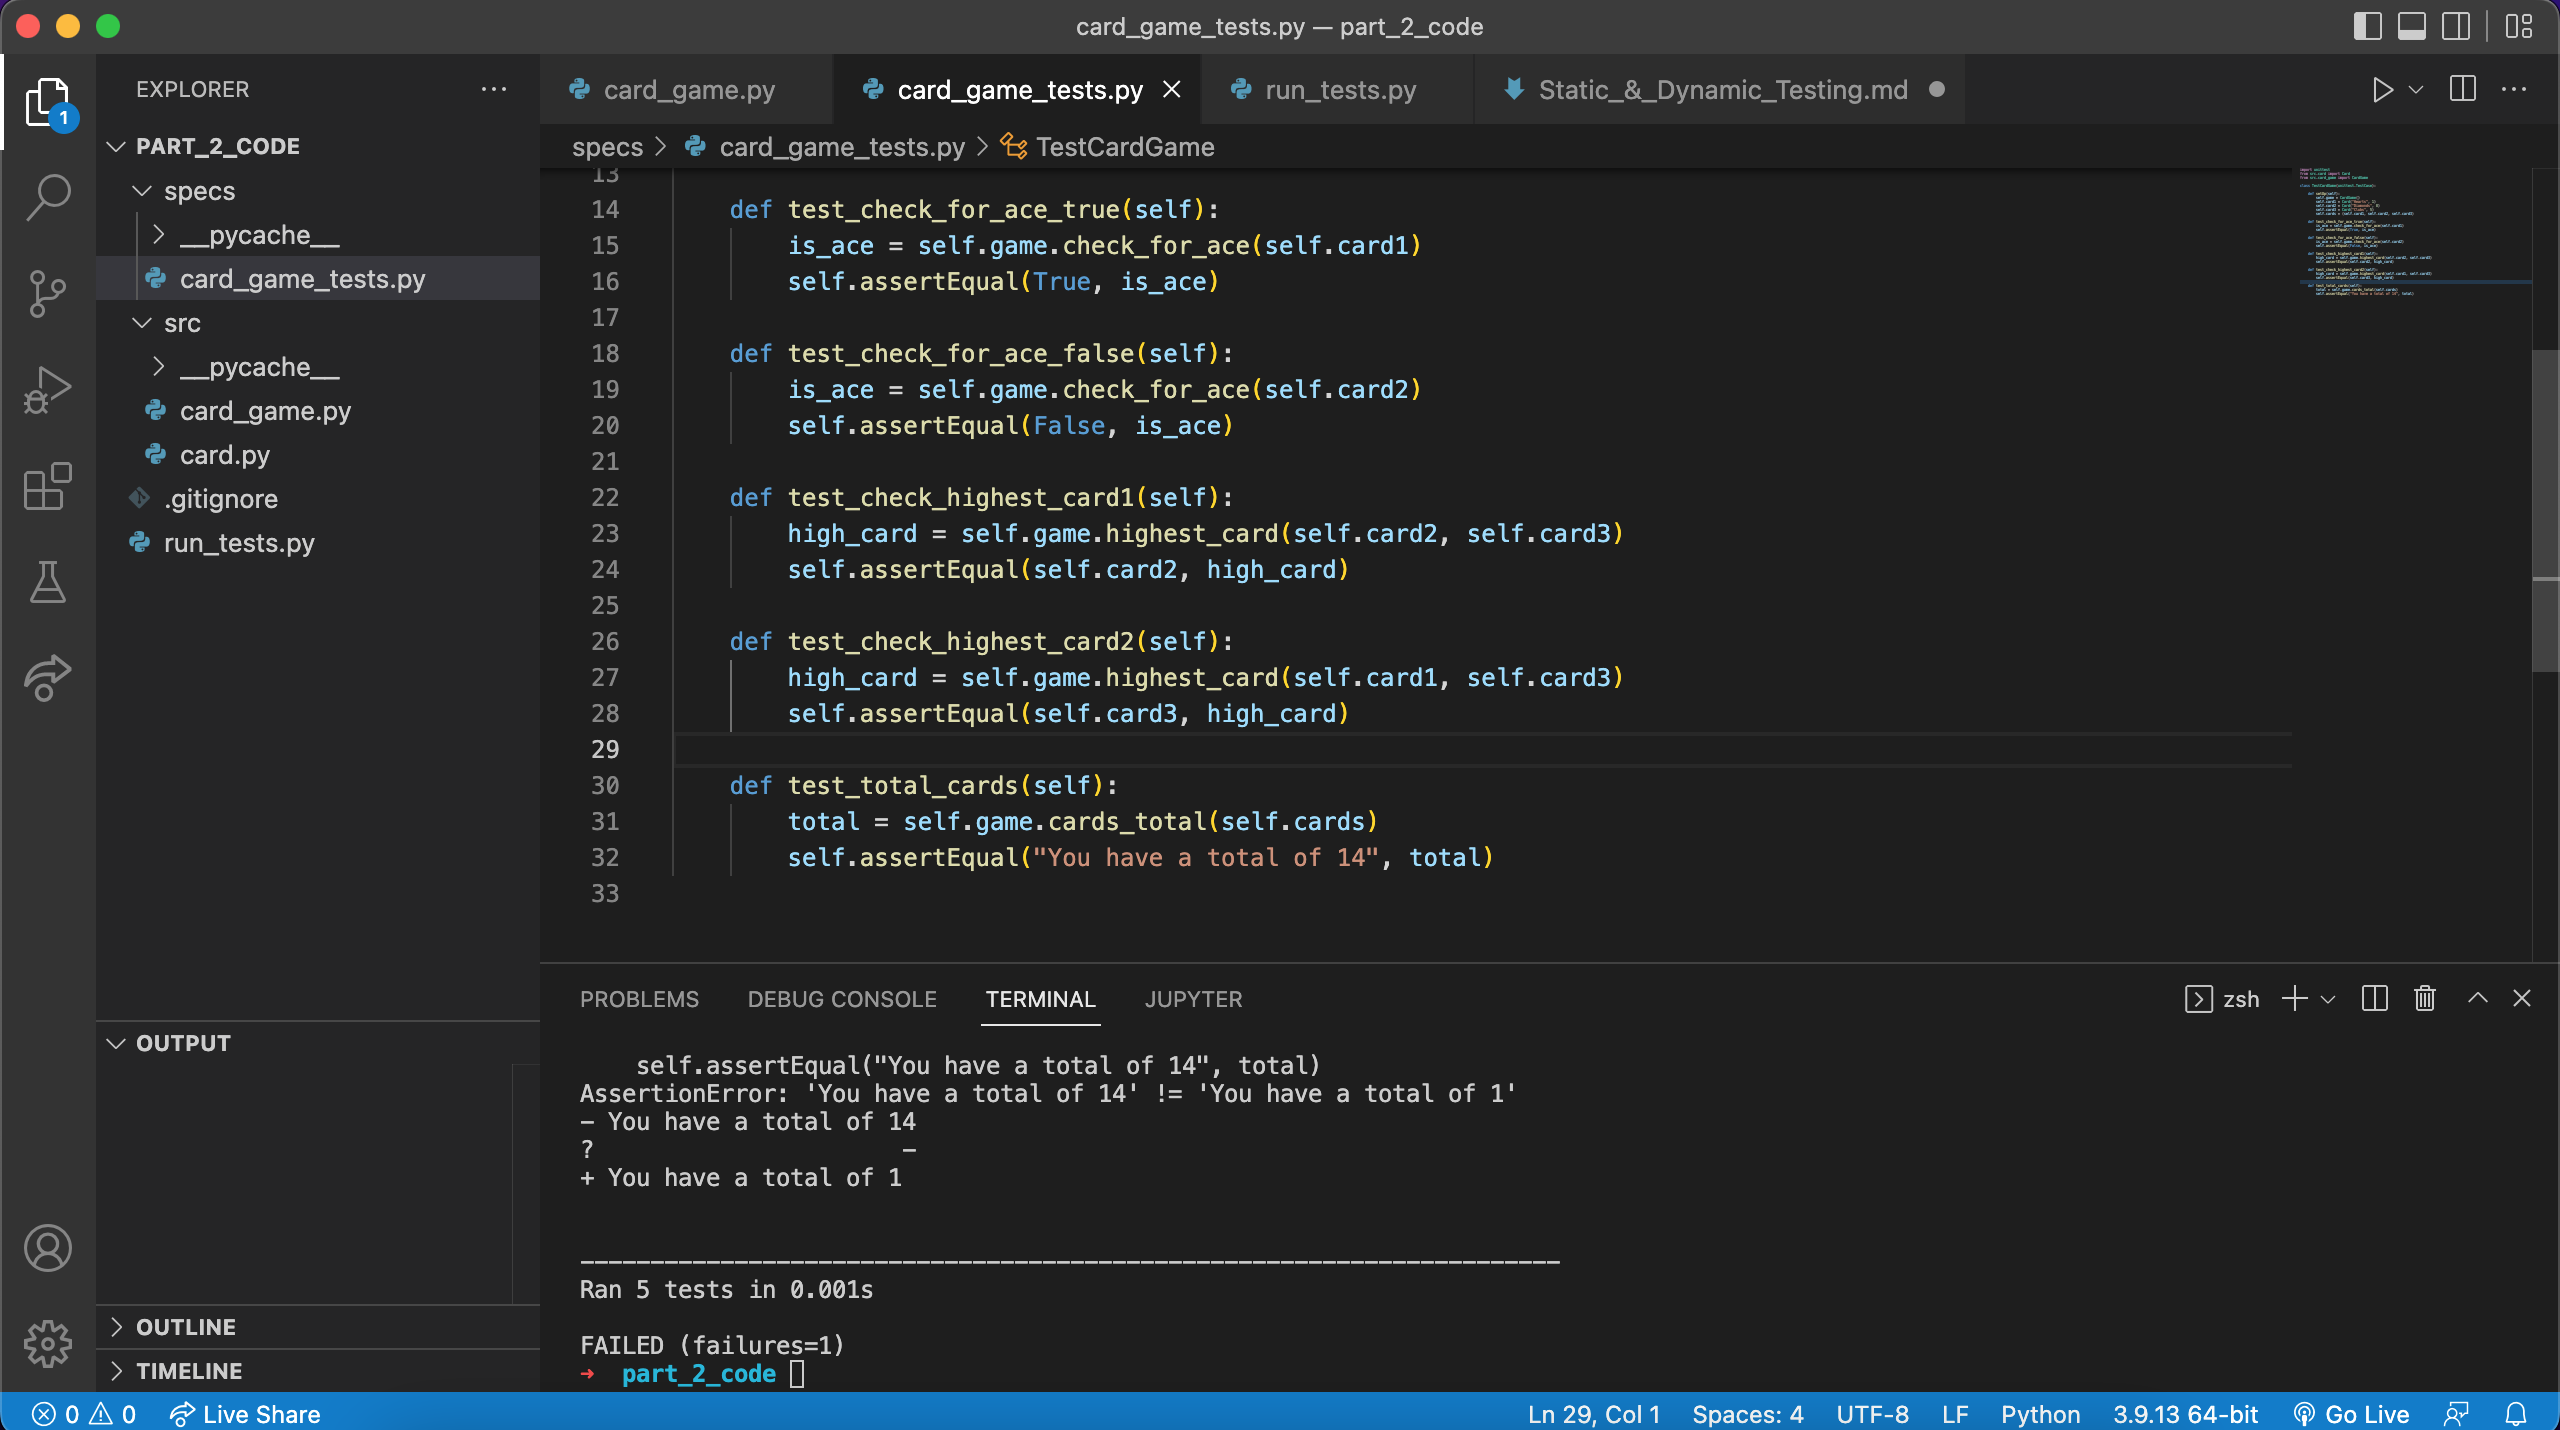 card_game_tests.py — part_2_code
EXPLORER
PART_2_CODE
specs
__pycache__
card_game_tests.py
src
__pycache__
card_game.py
card.py
.gitignore
run_tests.py
OUTPUT
OUTLINE
TIMELINE
1
card_game.py
card_game_tests.py
run_tests.py
Static_&_Dynamic_Testing.md
specs > card_game_tests.py > TestCardGame
13
14 def test_check_for_ace_true(self):
15 is_ace = self.game.check_for_ace(self.card1)
16 self.assertEqual(True, is_ace)
17
18 def test_check_for_ace_false(self):
19 is_ace = self.game.check_for_ace(self.card2)
20 self.assertEqual(False, is_ace)
21
22 def test_check_highest_card1(self):
23 high_card = self.game.highest_card(self.card2, self.card3)
24 self.assertEqual(self.card2, high_card)
25
26 def test_check_highest_card2(self):
27 high_card = self.game.highest_card(self.card1, self.card3)
28 self.assertEqual(self.card3, high_card)
29
30 def test_total_cards(self):
31 total = self.game.cards_total(self.cards)
32 self.assertEqual("You have a total of 14", total)
33
PROBLEMS
DEBUG CONSOLE
TERMINAL
JUPYTER
zsh
self.assertEqual("You have a total of 14", total)
AssertionError: 'You have a total of 14' != 'You have a total of 1'
- You have a total of 14
?                      -
+ You have a total of 1
----------------------------------------------------------------------
Ran 5 tests in 0.001s
FAILED (failures=1)
➜ part_2_code
0 0 Live Share
Ln 29, Col 1 Spaces: 4 UTF-8 LF Python 3.9.13 64-bit Go Live